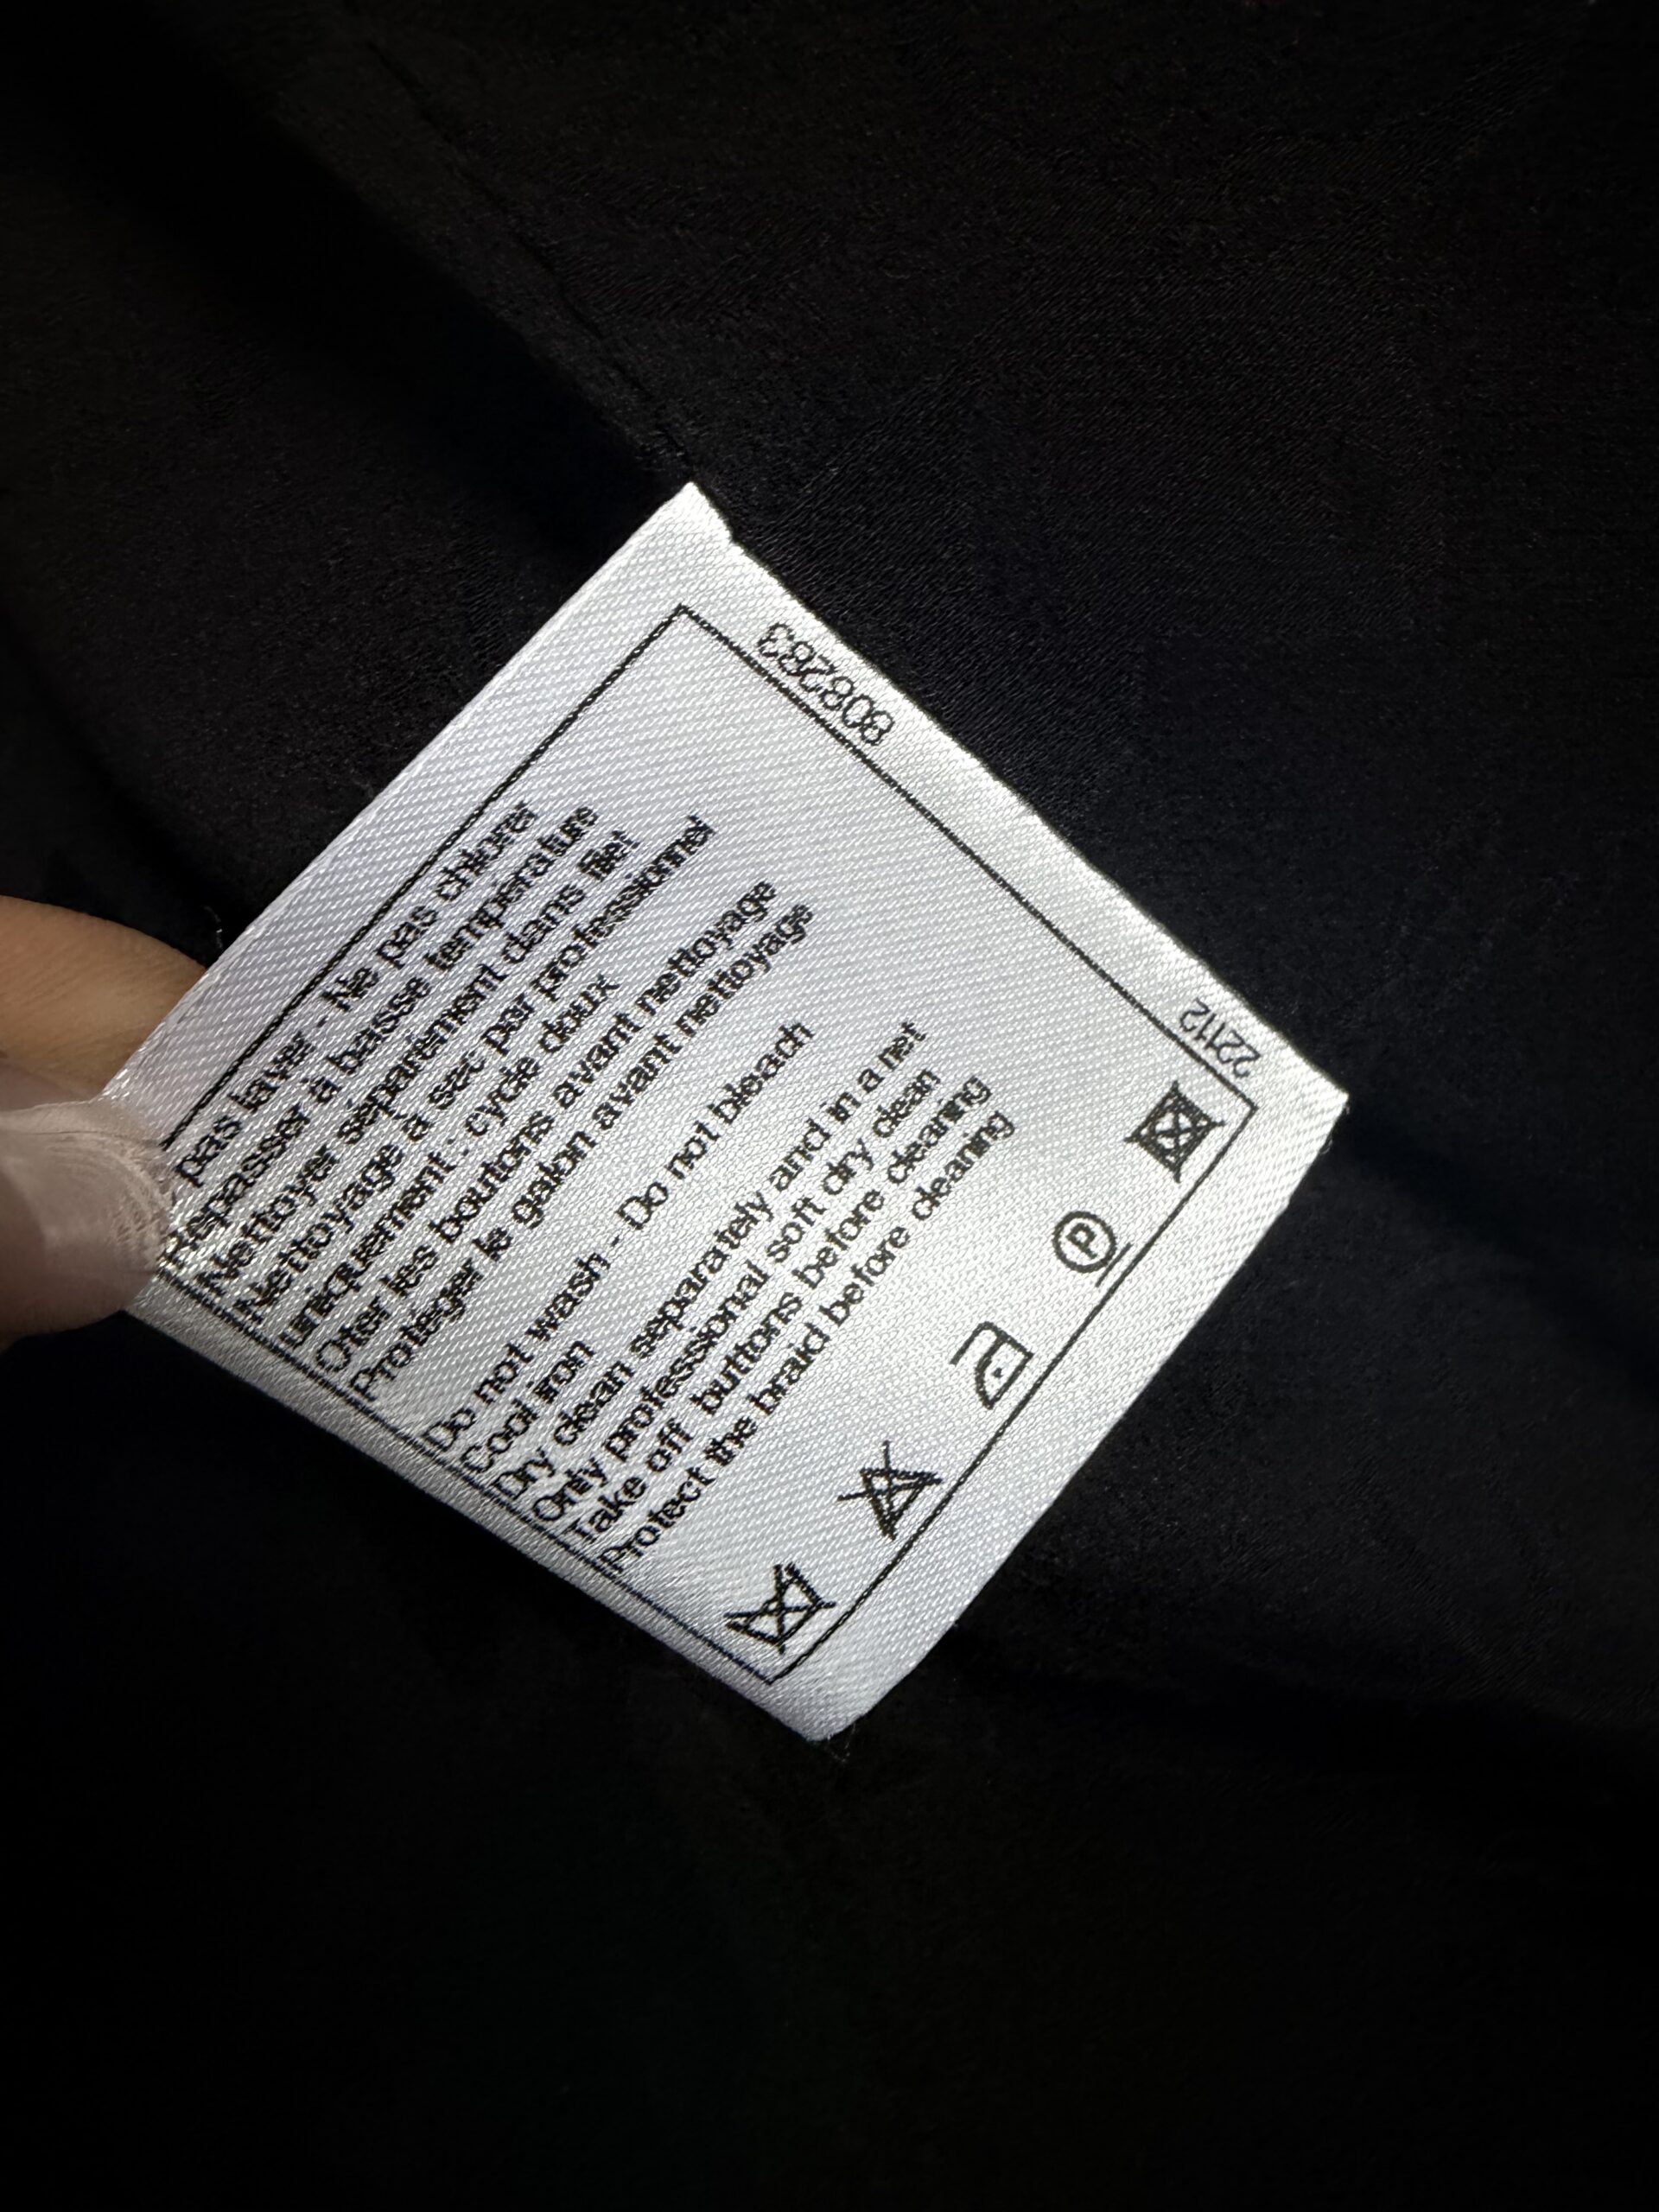 pas laver - Ne pas chlorer
Repasser à basse température
Nettoyer séparément dans filet
Nettoyage à sec par professionnel
uniquement : cycle doux
Oter les boutons avant nettoyage
Protéger le galon avant nettoyage
Do not wash - Do not bleach
Cool iron
Dry clean separately and in a net
Only professional soft dry clean
Take off buttons before cleaning
Protect the braid before cleaning
P
22112
8082283